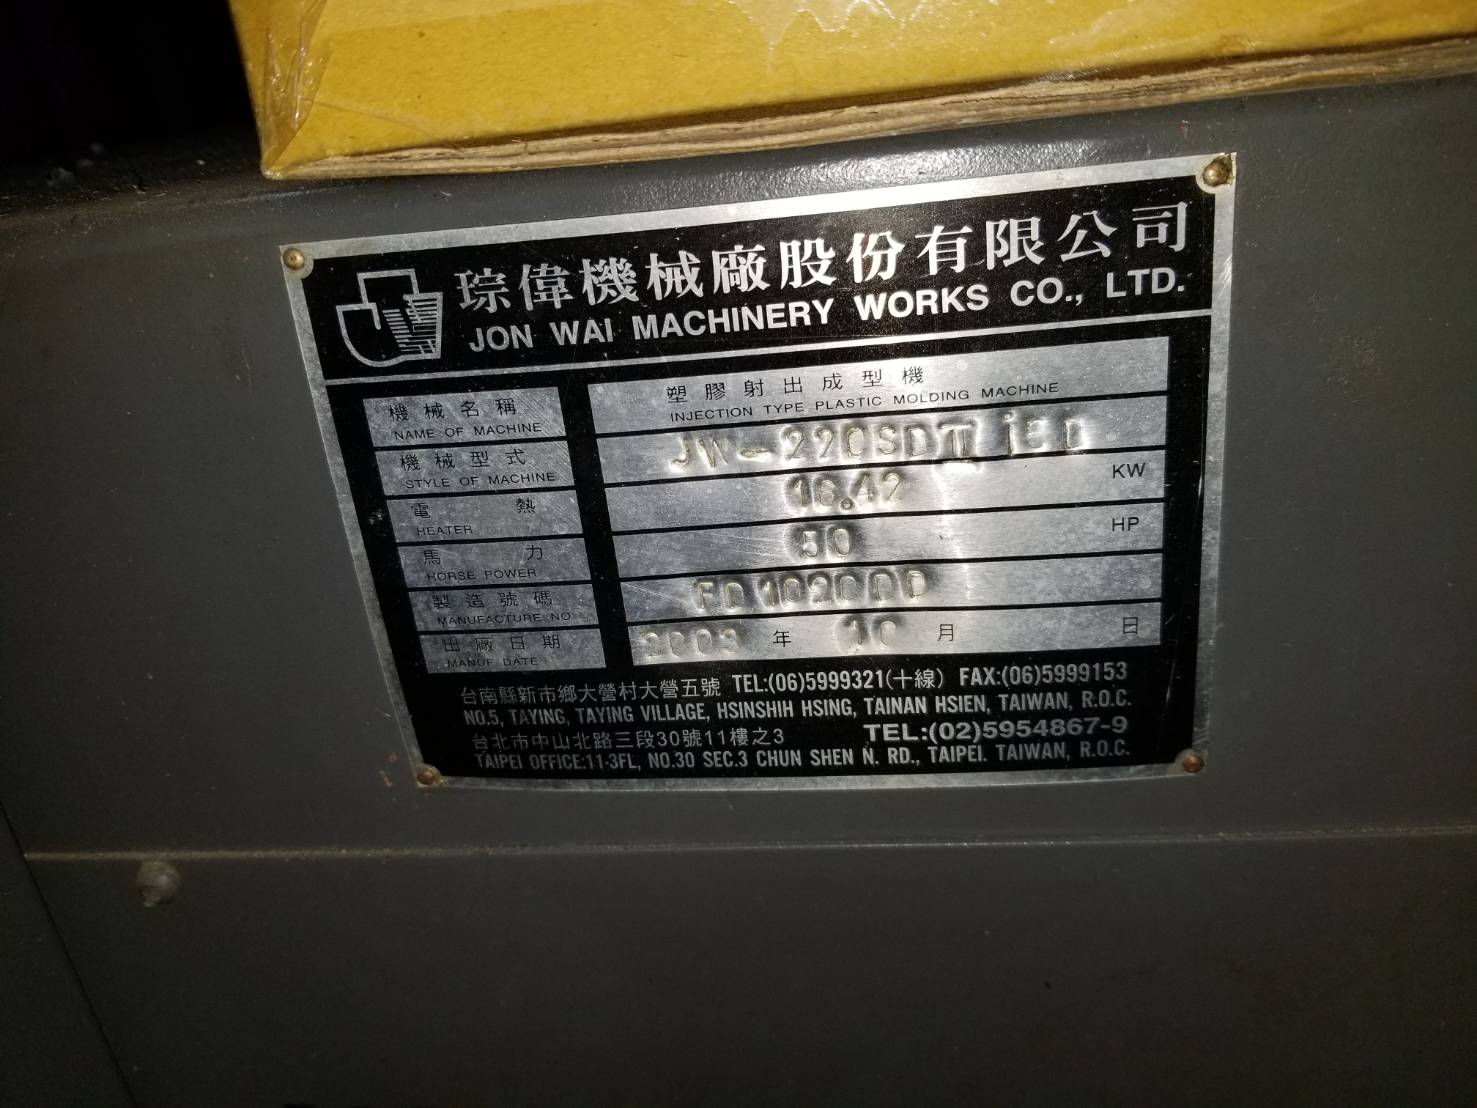 琮偉機械廠股份有限公司
JON WAI MACHINERY WORKS CO., LTD.
機械名稱 塑膠射出成型機
NAME OF MACHINE INJECTION TYPE PLASTIC MOLDING MACHINE
機械型式 JW-220SDⅡ
STYLE OF MACHINE
電熱 16.42 KW
HEATER
馬力 50 HP
HORSE POWER
製造號碼
MANUFACTURE NO
出廠日期 2003 年 10 月 日
MANUF DATE
台南縣新市鄉大營村大營五號 TEL:(06)5999321(十線) FAX:(06)5999153
NO.5, TAYING, TAYING VILLAGE, HSINSHIH HSING, TAINAN HSIEN, TAIWAN, R.O.C.
台北市中山北路三段30號11樓之3 TEL:(02)5954867-9
TAIPEI OFFICE:11-3FL, NO.30 SEC.3 CHUN SHEN N. RD., TAIPEI. TAIWAN, R.O.C.